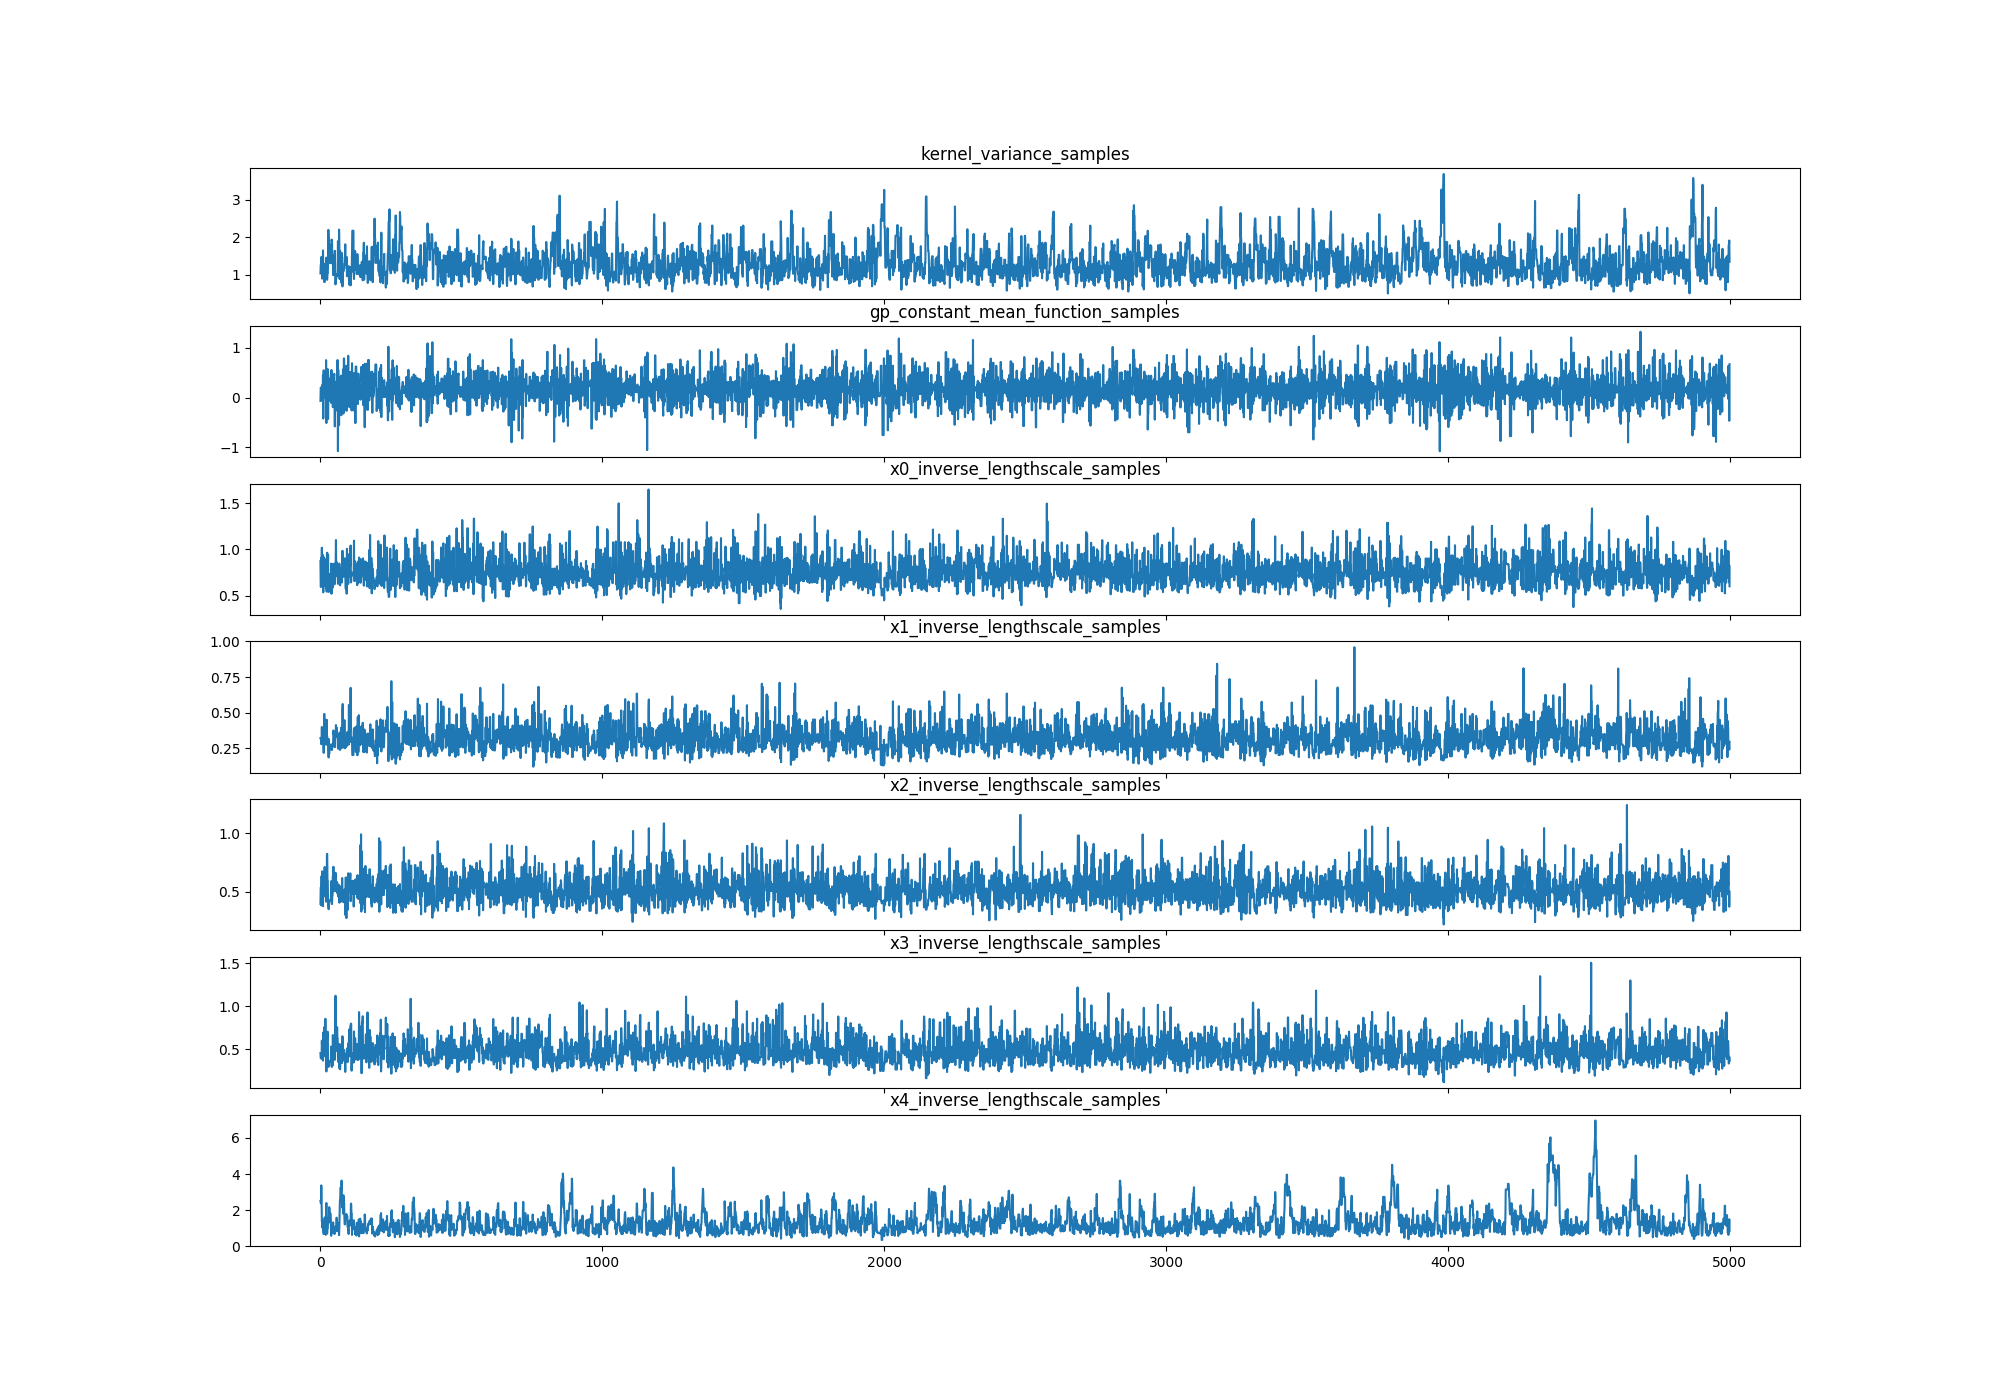 kernel_variance_samples
3
2
1
gp_constant_mean_function_samples
1
0
−1
x0_inverse_lengthscale_samples
1.5
1.0
0.5
x1_inverse_lengthscale_samples
1.00
0.75
0.50
0.25
x2_inverse_lengthscale_samples
1.0
0.5
x3_inverse_lengthscale_samples
1.5
1.0
0.5
x4_inverse_lengthscale_samples
6
4
2
0
0 1000 2000 3000 4000 5000